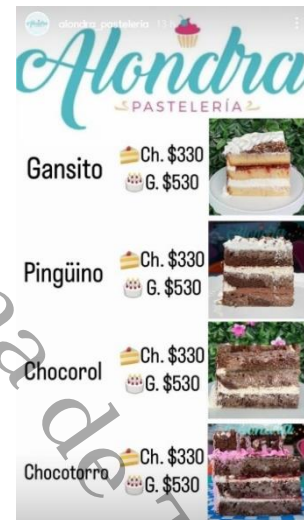 alondra_pasteleria 15 h
Alondra
PASTELERÍA
Gansito
Ch. $330
G. $530
Pingüino
Ch. $330
G. $530
Chocorol
Ch. $330
G. $530
Chocotorro
Ch. $330
G. $530